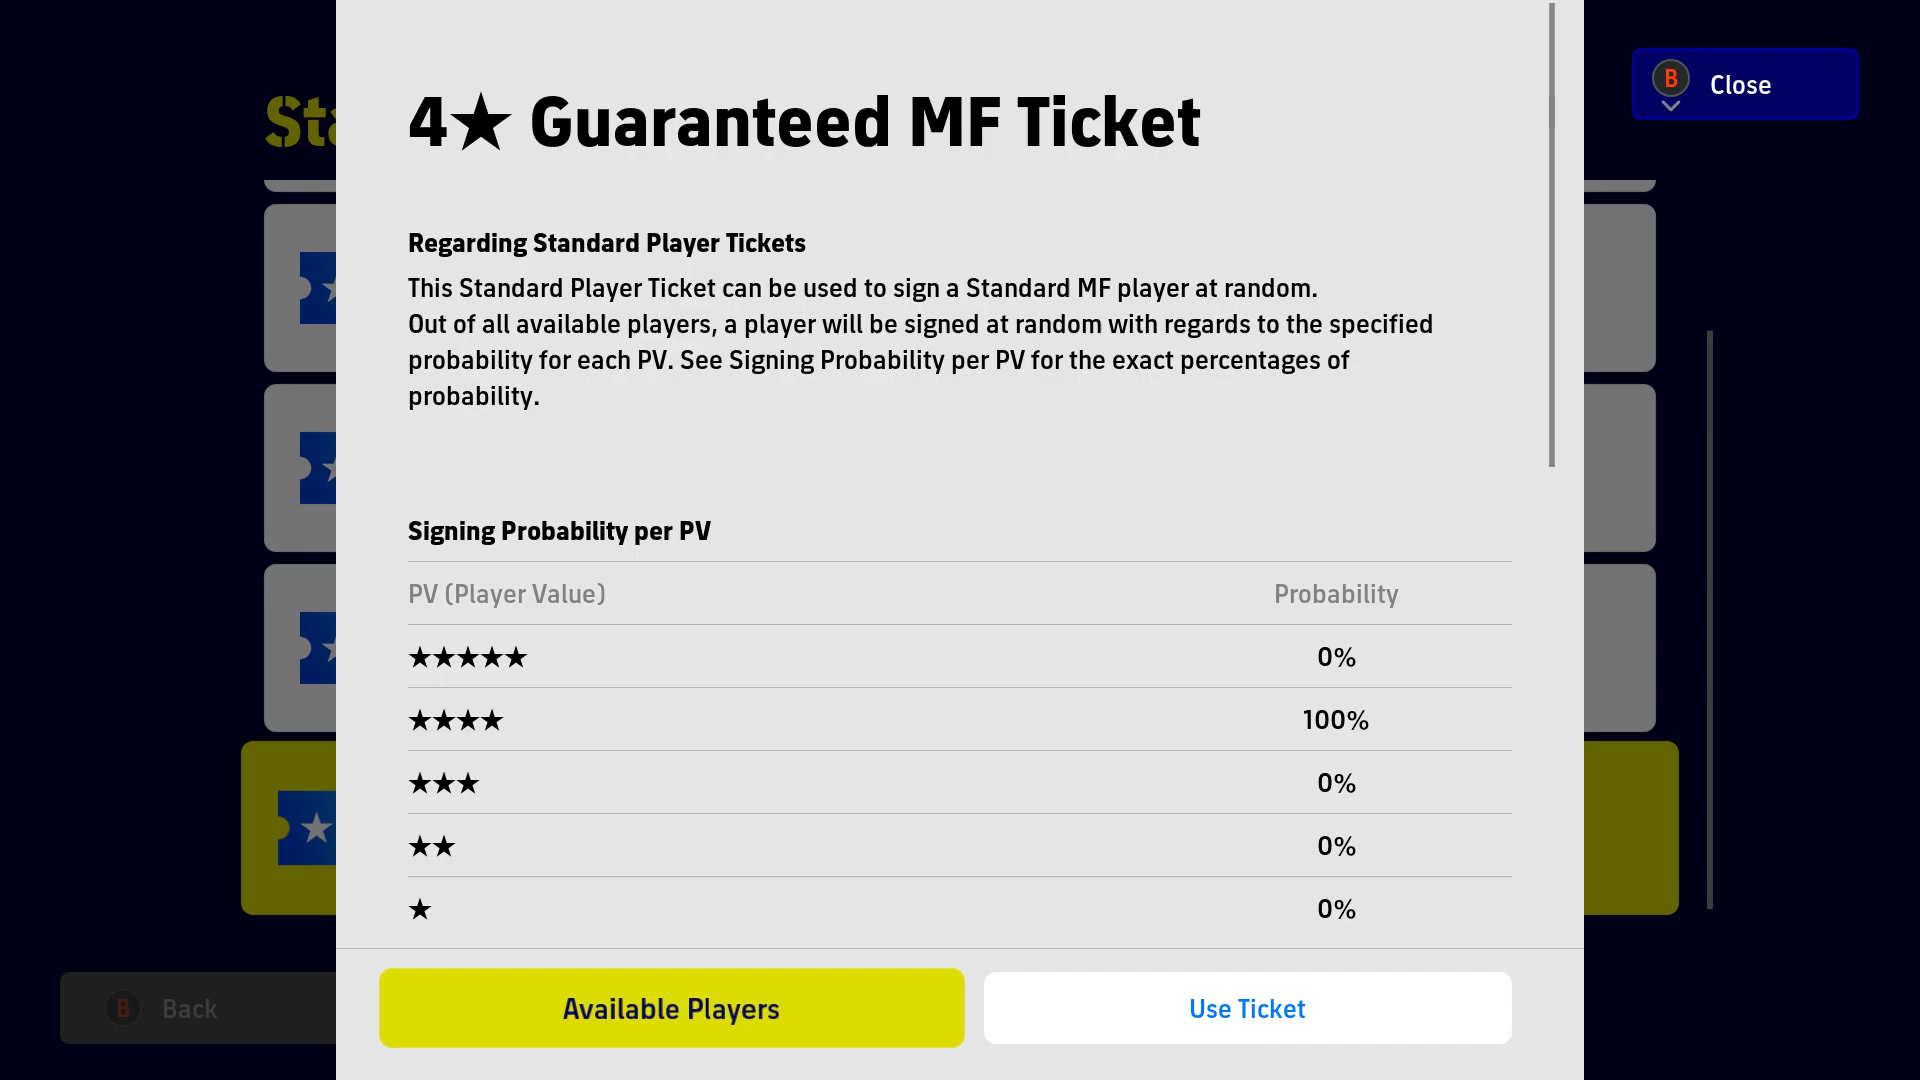 Sta
4★ Guaranteed MF Ticket
B Close
Regarding Standard Player Tickets
This Standard Player Ticket can be used to sign a Standard MF player at random.
Out of all available players, a player will be signed at random with regards to the specified
probability for each PV. See Signing Probability per PV for the exact percentages of
probability.
Signing Probability per PV
PV (Player Value) Probability
★★★★★ 0%
★★★★ 100%
★★★ 0%
★★ 0%
★ 0%
B Back
Available Players
Use Ticket